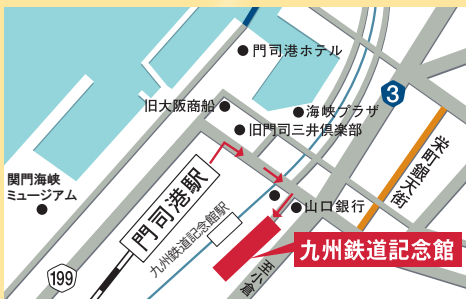 門司港ホテル
旧大阪商船
海峡プラザ
旧門司三井倶楽部
3
栄町銀天街
関門海峡
ミュージアム
門司港駅
山口銀行
九州鉄道記念館駅
九州鉄道記念館
至小倉
199